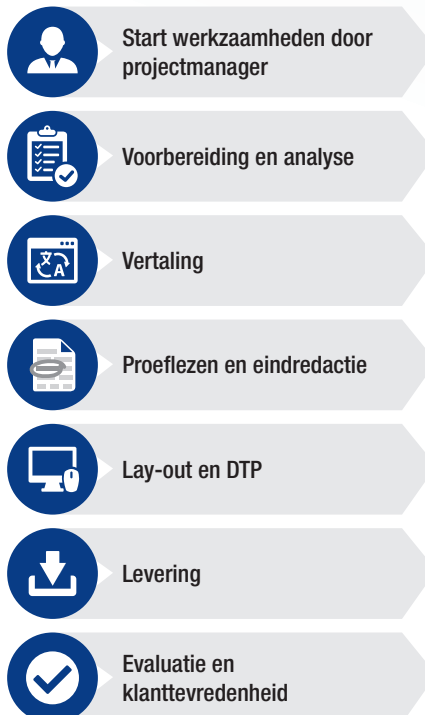 Start werkzaamheden door
projectmanager
Voorbereiding en analyse
文
A
Vertaling
Proeflezen en eindredactie
Lay-out en DTP
Levering
Evaluatie en
klanttevredenheid